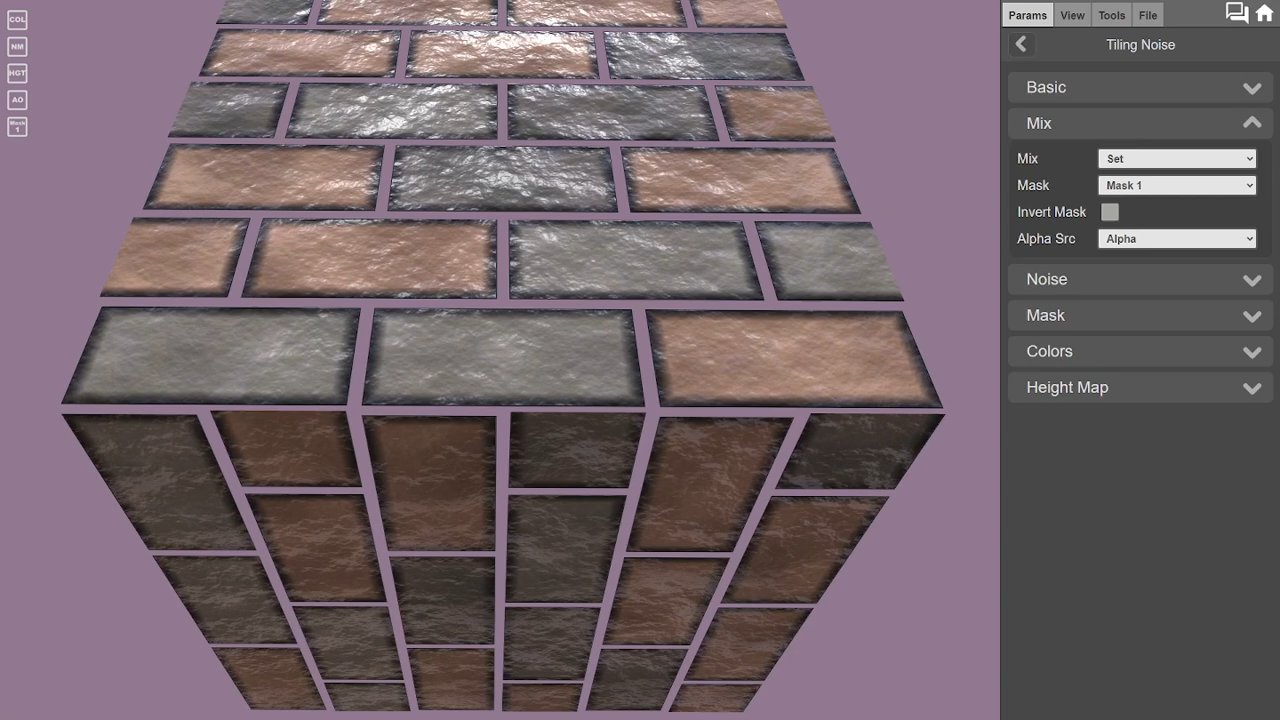 COL
NM
HGT
AO
Mask
1
Params View Tools File
Tiling Noise
Basic
Mix
Mix Set
Mask Mask 1
Invert Mask
Alpha Src Alpha
Noise
Mask
Colors
Height Map